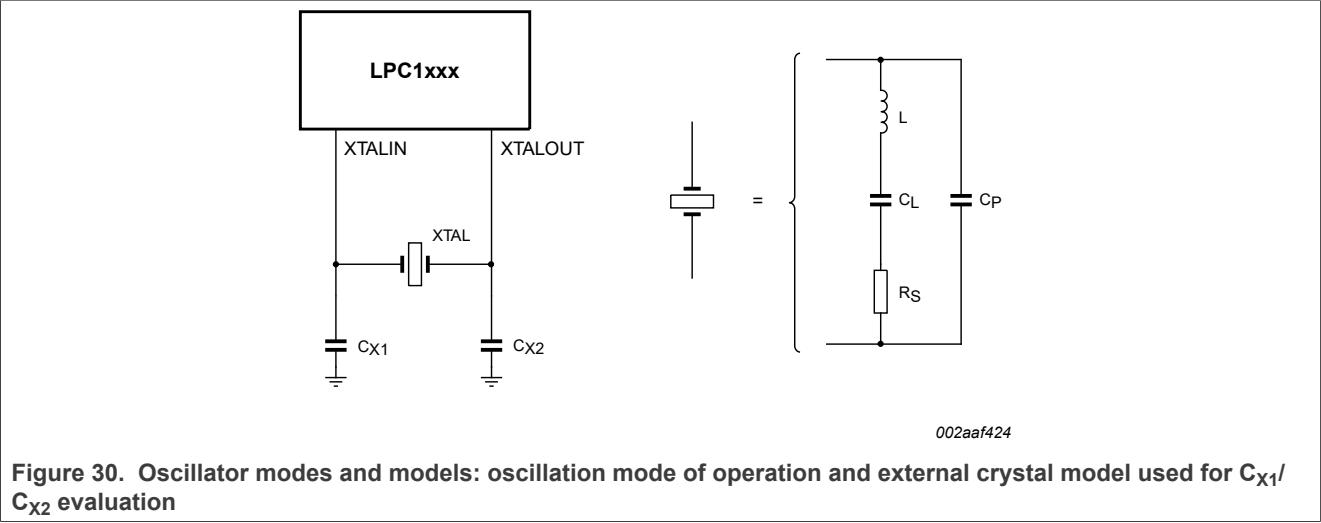 LPC1xxx
XTALIN
XTALOUT
XTAL
CX1
CX2
=
L
CL
CP
RS
002aaf424
Figure 30. Oscillator modes and models: oscillation mode of operation and external crystal model used for CX1/
CX2 evaluation